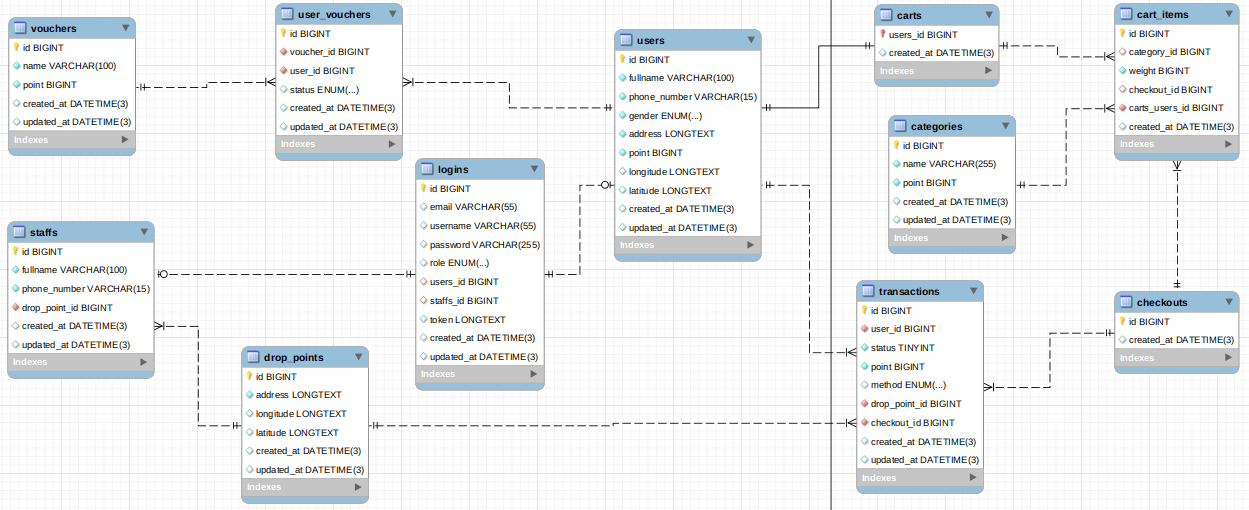 vouchers
id BIGINT
name VARCHAR(100)
point BIGINT
created_at DATETIME(3)
updated_at DATETIME(3)
Indexes
user_vouchers
id BIGINT
voucher_id BIGINT
user_id BIGINT
status ENUM(...)
created_at DATETIME(3)
updated_at DATETIME(3)
Indexes
users
id BIGINT
fullname VARCHAR(100)
phone_number VARCHAR(15)
gender ENUM(...)
address LONGTEXT
point BIGINT
longitude LONGTEXT
latitude LONGTEXT
created_at DATETIME(3)
updated_at DATETIME(3)
Indexes
carts
users_id BIGINT
created_at DATETIME(3)
Indexes
cart_items
id BIGINT
category_id BIGINT
weight BIGINT
checkout_id BIGINT
carts_users_id BIGINT
created_at DATETIME(3)
Indexes
categories
id BIGINT
name VARCHAR(255)
point BIGINT
created_at DATETIME(3)
updated_at DATETIME(3)
Indexes
logins
id BIGINT
email VARCHAR(55)
username VARCHAR(55)
password VARCHAR(255)
role ENUM(...)
users_id BIGINT
staffs_id BIGINT
token LONGTEXT
created_at DATETIME(3)
updated_at DATETIME(3)
Indexes
staffs
id BIGINT
fullname VARCHAR(100)
phone_number VARCHAR(15)
drop_point_id BIGINT
created_at DATETIME(3)
updated_at DATETIME(3)
Indexes
drop_points
id BIGINT
address LONGTEXT
longitude LONGTEXT
latitude LONGTEXT
created_at DATETIME(3)
updated_at DATETIME(3)
Indexes
transactions
id BIGINT
user_id BIGINT
status TINYINT
point BIGINT
method ENUM(...)
drop_point_id BIGINT
checkout_id BIGINT
created_at DATETIME(3)
updated_at DATETIME(3)
Indexes
checkouts
id BIGINT
created_at DATETIME(3)
Indexes